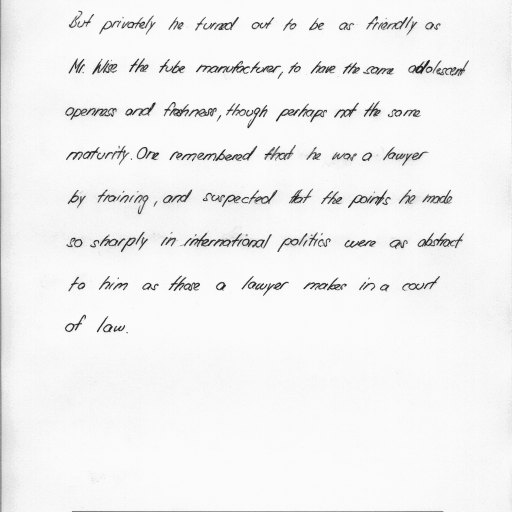 But privately he turned out to be as friendly as
Mr. Wise the tube manufacturer, to have the same adolescent
openness and freshness, though perhaps not the same
maturity. One remembered that he was a lawyer
by training, and suspected that the points he made
so sharply in international politics were as abstract
to him as those a lawyer makes in a court
of law.